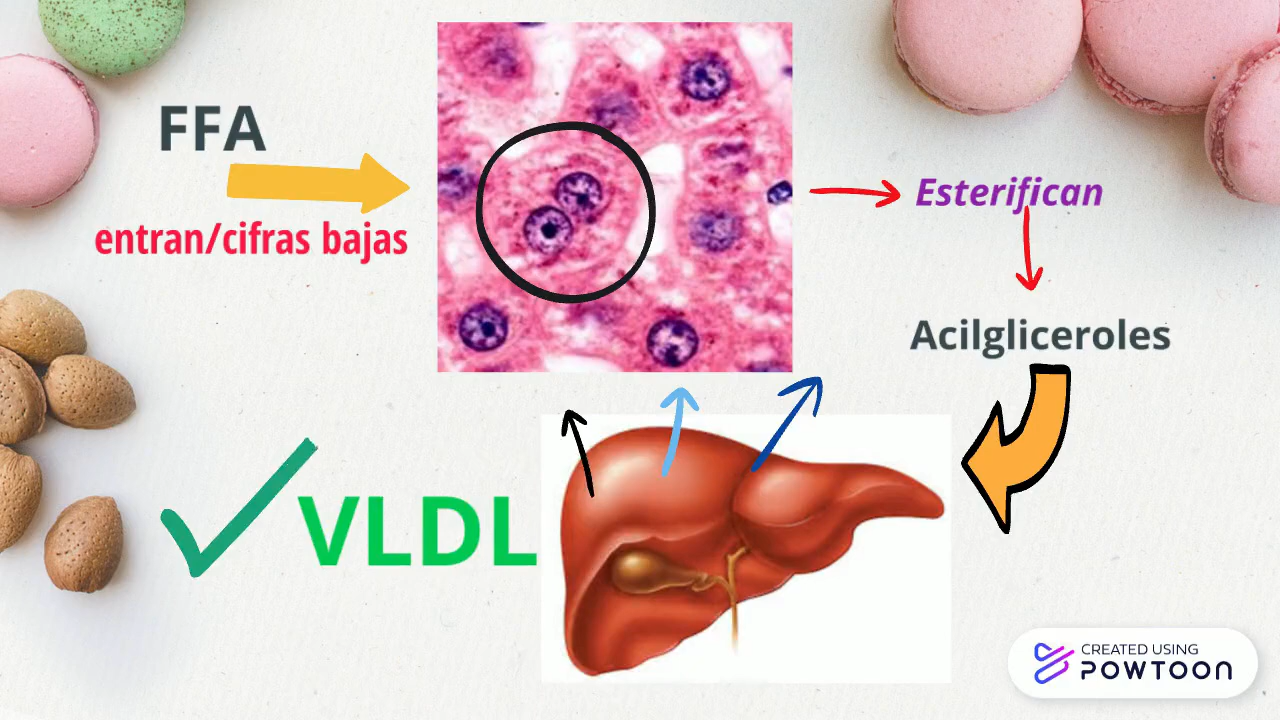 FFA
entran/cifras bajas
Esterifican
Acilgliceroles
VLDL
CREATED USING
POWTOON